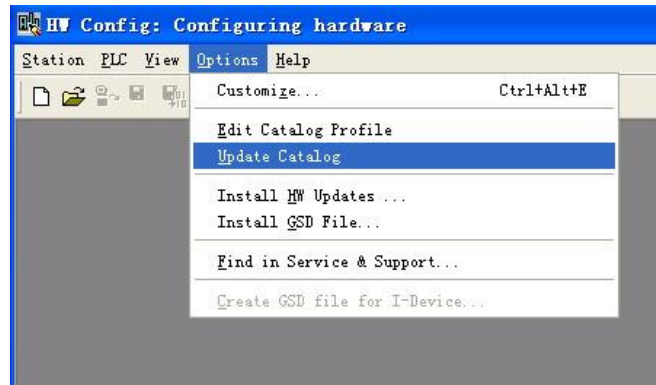 HW Config: Configuring hardware
Station PLC View Options Help
Customize... Ctrl+Alt+E
Edit Catalog Profile
Update Catalog
Install HW Updates ...
Install GSD File...
Find in Service & Support...
Create GSD file for I-Device...